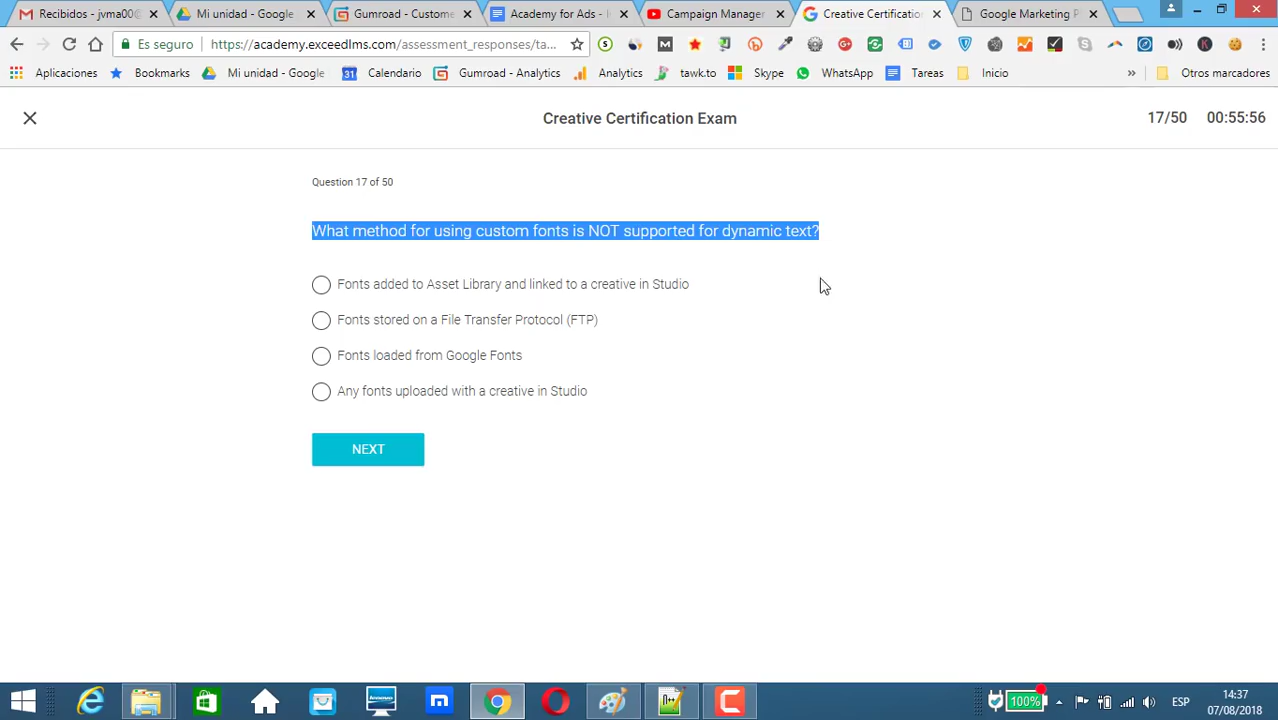 Recibidos - jvma00@
Mi unidad - Google
Gumroad - Custome
Academy for Ads - I
Campaign Manager
Creative Certification
Google Marketing P
Es seguro
https://academy.exceedlms.com/assessment_responses/ta...
Aplicaciones
Bookmark
Mi unidad - Google
31
Calendario
Gumroad - Analytics
Analytics
tawk.to
Skype
WhatsApp
Tareas
Inicio
»
Otros marcadores
Creative Certification Exam
17/50
00:55:56
Question 17 of 50
What method for using custom fonts is NOT supported for dynamic text?
Fonts added to Asset Library and linked to a creative in Studio
Fonts stored on a File Transfer Protocol (FTP)
Fonts loaded from Google Fonts
Any fonts uploaded with a creative in Studio
NEXT
100%
ESP
14:37
07/08/2018